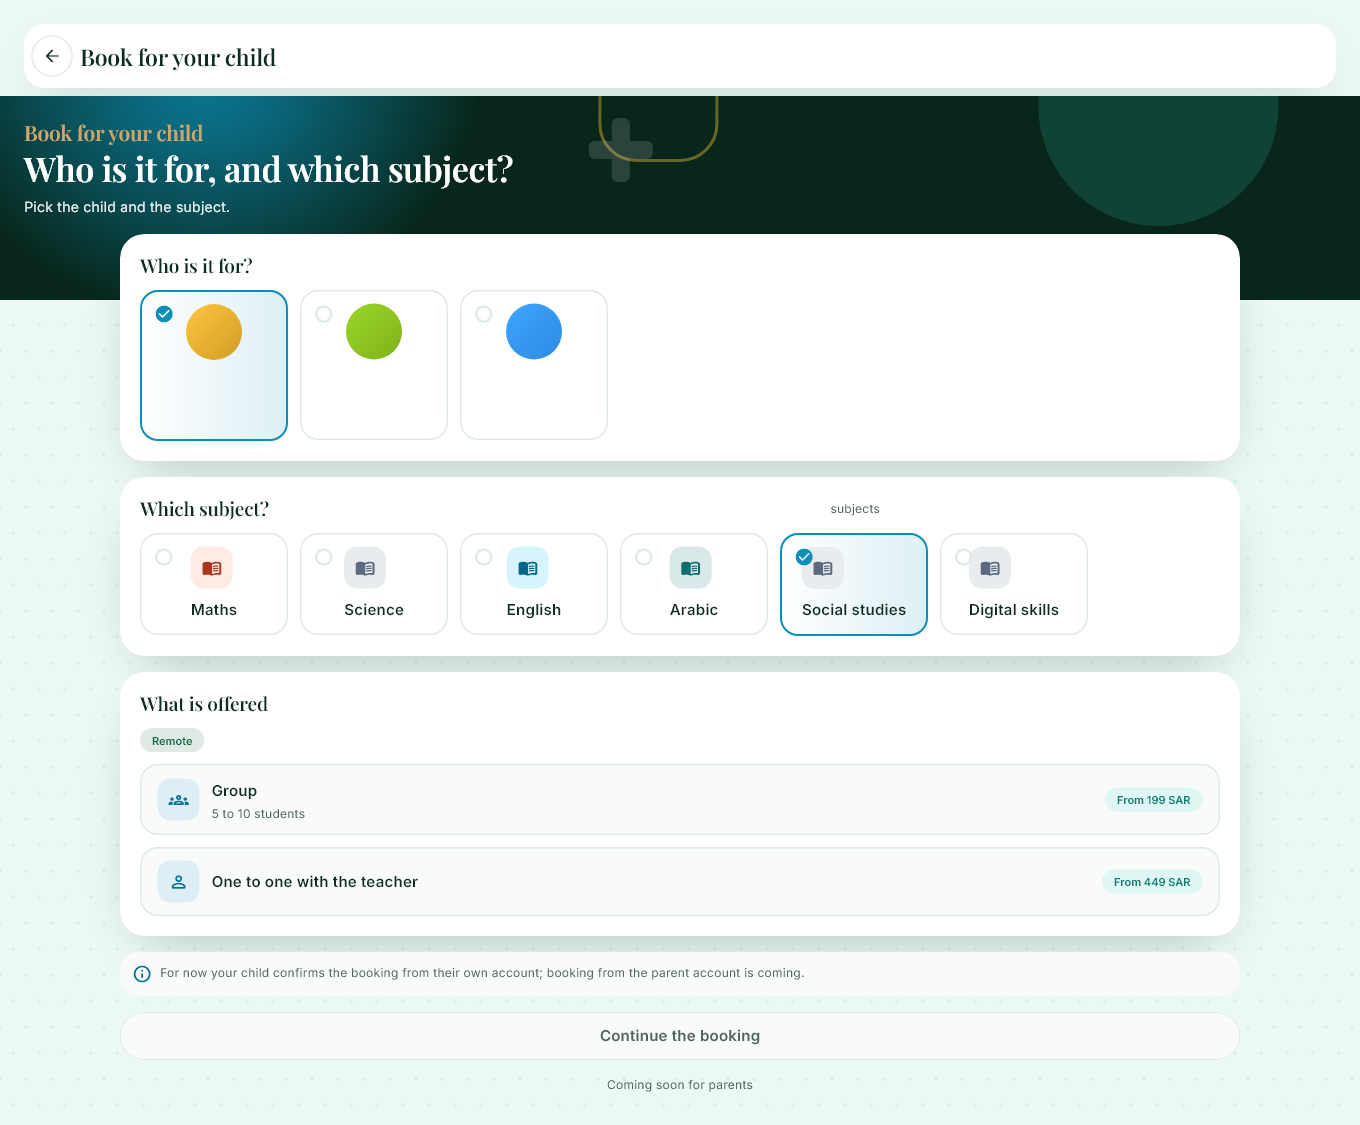 Book for your child
Book for your child
Who is it for, and which subject?
Pick the child and the subject.
Who is it for?
Which subject?
subjects
Maths
Science
English
Arabic
Social studies
Digital skills
What is offered
Remote
Group
5 to 10 students
From 199 SAR
One to one with the teacher
From 449 SAR
For now your child confirms the booking from their own account; booking from the parent account is coming.
Continue the booking
Coming soon for parents